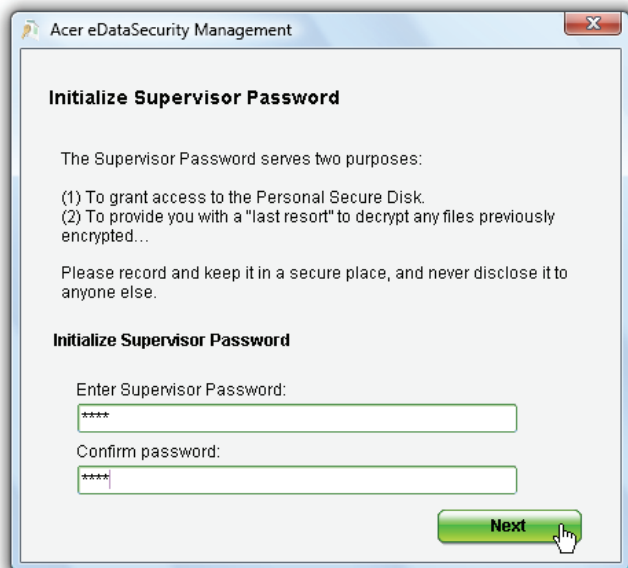 Acer eDataSecurity Management
Initialize Supervisor Password
The Supervisor Password serves two purposes:
(1) To grant access to the Personal Secure Disk.
(2) To provide you with a "last resort" to decrypt any files previously
encrypted...
Please record and keep it in a secure place, and never disclose it to
anyone else.
Initialize Supervisor Password
Enter Supervisor Password:
****
Confirm password:
****
Next